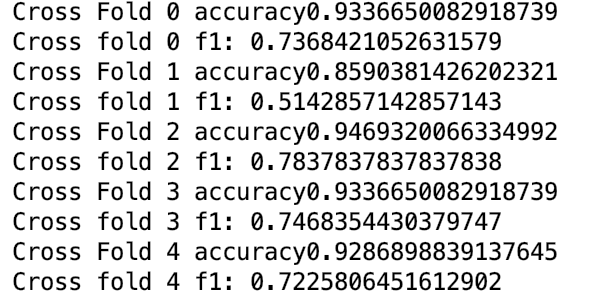 Cross Fold 0 accuracy0.9336650082918739
Cross fold 0 f1: 0.7368421052631579
Cross Fold 1 accuracy0.8590381426202321
Cross fold 1 f1: 0.5142857142857143
Cross Fold 2 accuracy0.9469320066334992
Cross fold 2 f1: 0.7837837837837838
Cross Fold 3 accuracy0.9336650082918739
Cross fold 3 f1: 0.7468354430379747
Cross Fold 4 accuracy0.9286898839137645
Cross fold 4 f1: 0.7225806451612902